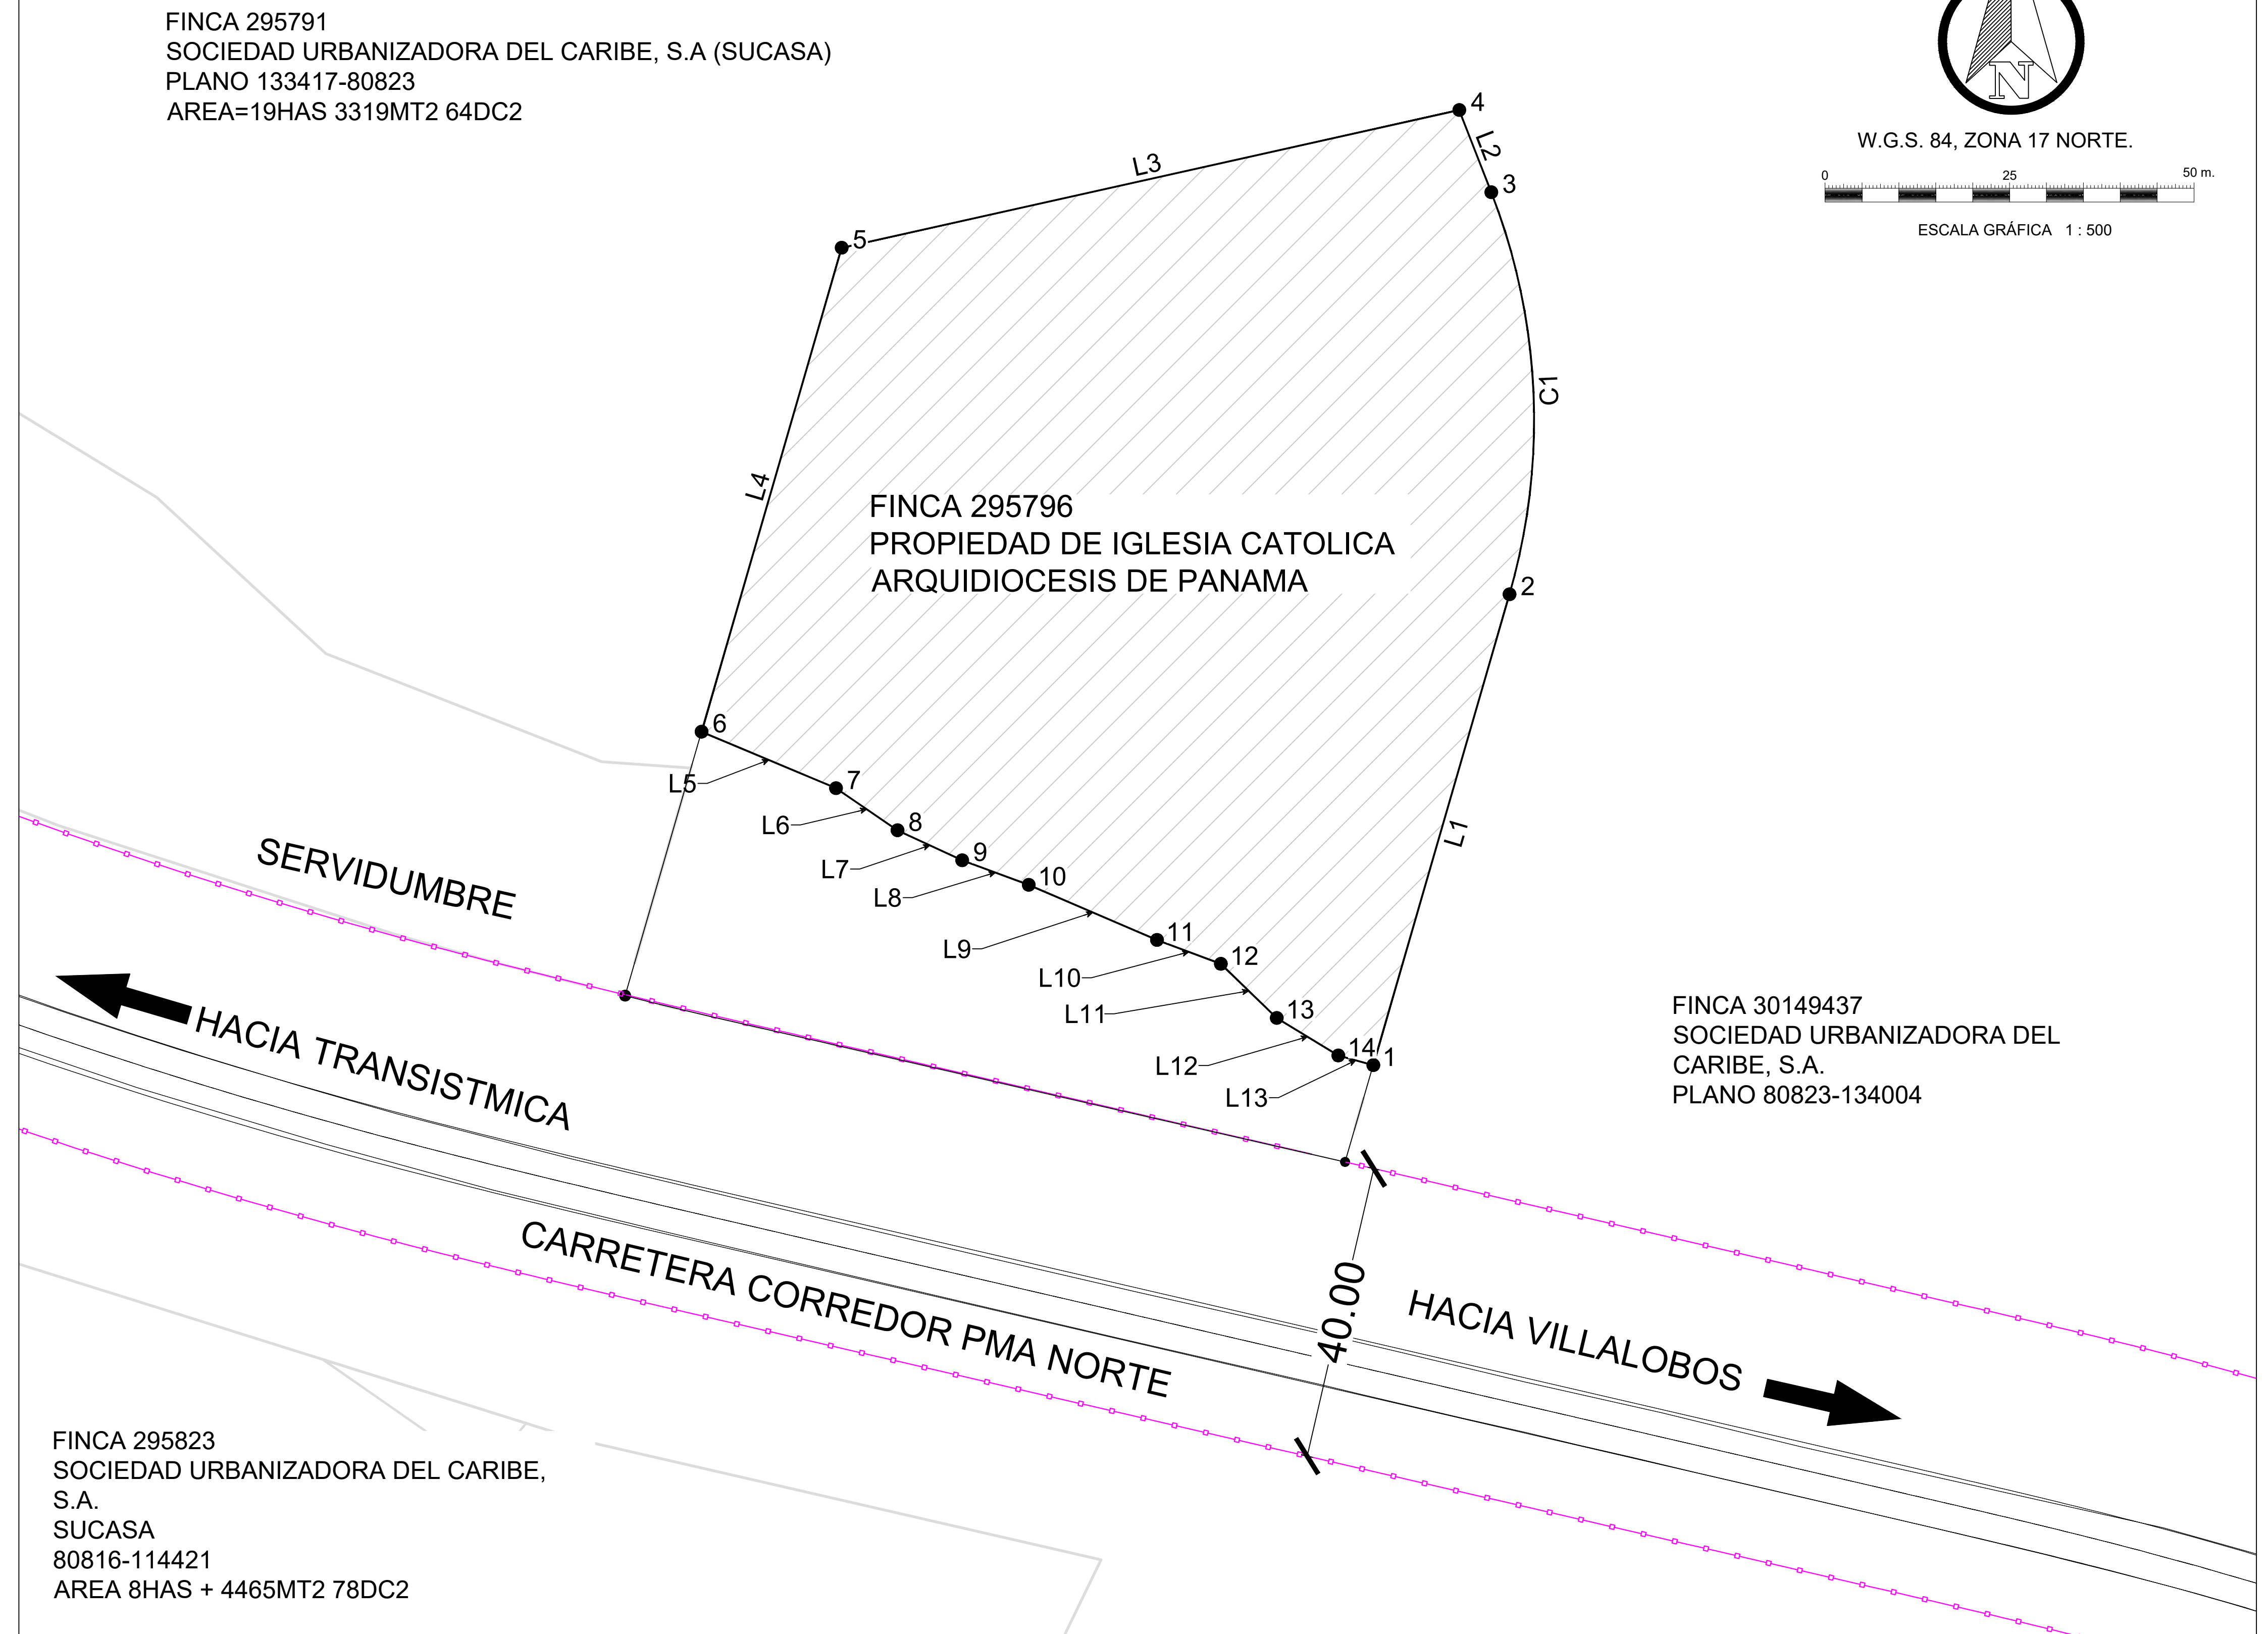 FINCA 295791
SOCIEDAD URBANIZADORA DEL CARIBE, S.A (SUCASA)
PLANO 133417-80823
AREA=19HAS 3319MT2 64DC2
N
W.G.S. 84, ZONA 17 NORTE.
0 25 50 m.
ESCALA GRÁFICA 1 : 500
4
L2
3
L3
5
C1
L4
FINCA 295796
PROPIEDAD DE IGLESIA CATOLICA
ARQUIDIOCESIS DE PANAMA
2
6
L5
7
L6
8
L7
9
L8
10
L9
11
L10
12
L11
13
L12
14
L13
1
L1
SERVIDUMBRE
HACIA TRANSISTMICA
CARRETERA CORREDOR PMA NORTE
40.00
HACIA VILLALOBOS
FINCA 30149437
SOCIEDAD URBANIZADORA DEL
CARIBE, S.A.
PLANO 80823-134004
FINCA 295823
SOCIEDAD URBANIZADORA DEL CARIBE,
S.A.
SUCASA
80816-114421
AREA 8HAS + 4465MT2 78DC2